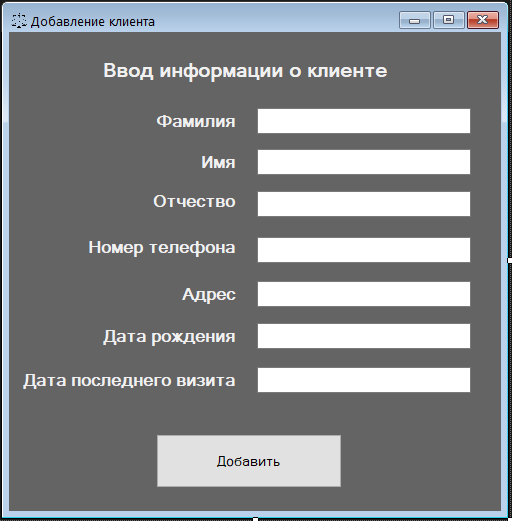 Добавление клиента
Ввод информации о клиенте
Фамилия
Имя
Отчество
Номер телефона
Адрес
Дата рождения
Дата последнего визита
Добавить